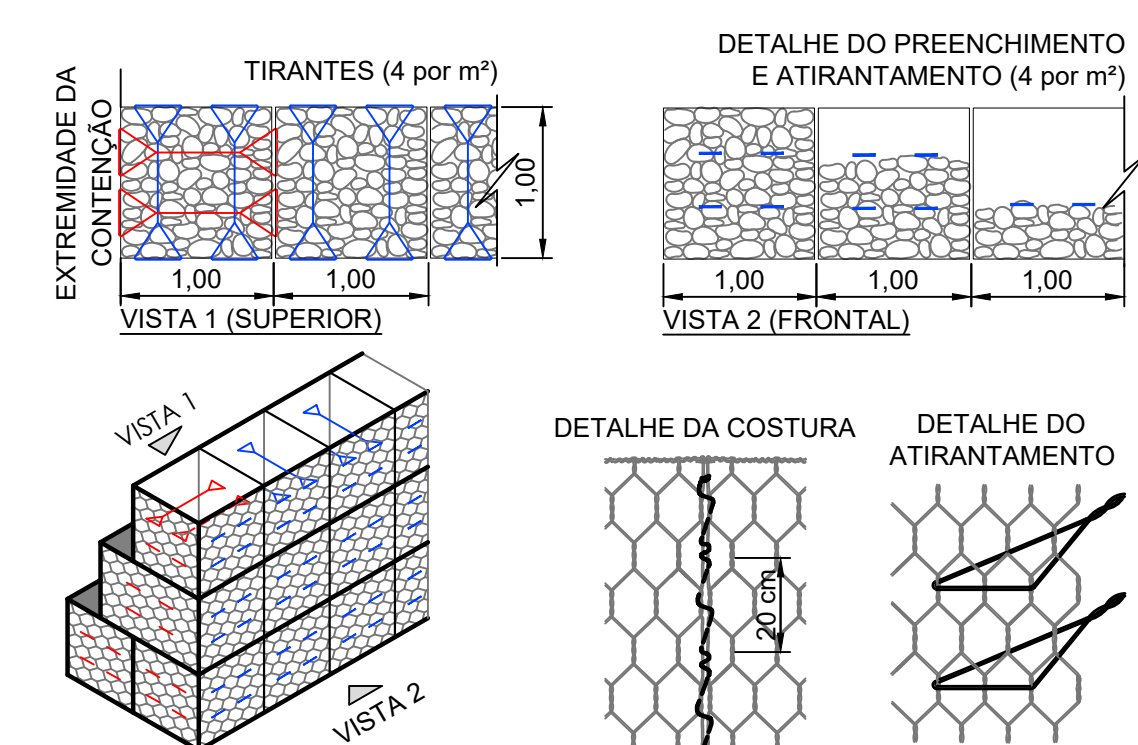 TIRANTES (4 por m²)
EXTREMIDADE DA
CONTENÇÃO
1,00
1,00
1,00
VISTA 1 (SUPERIOR)
DETALHE DO PREENCHIMENTO
E ATIRANTAMENTO (4 por m²)
1,00
1,00
1,00
VISTA 2 (FRONTAL)
VISTA 1
VISTA 2
DETALHE DA COSTURA
20 cm
DETALHE DO
ATIRANTAMENTO